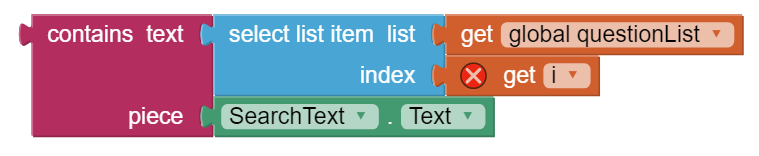 contains text select list item list get global questionList
index get i
piece SearchText . Text